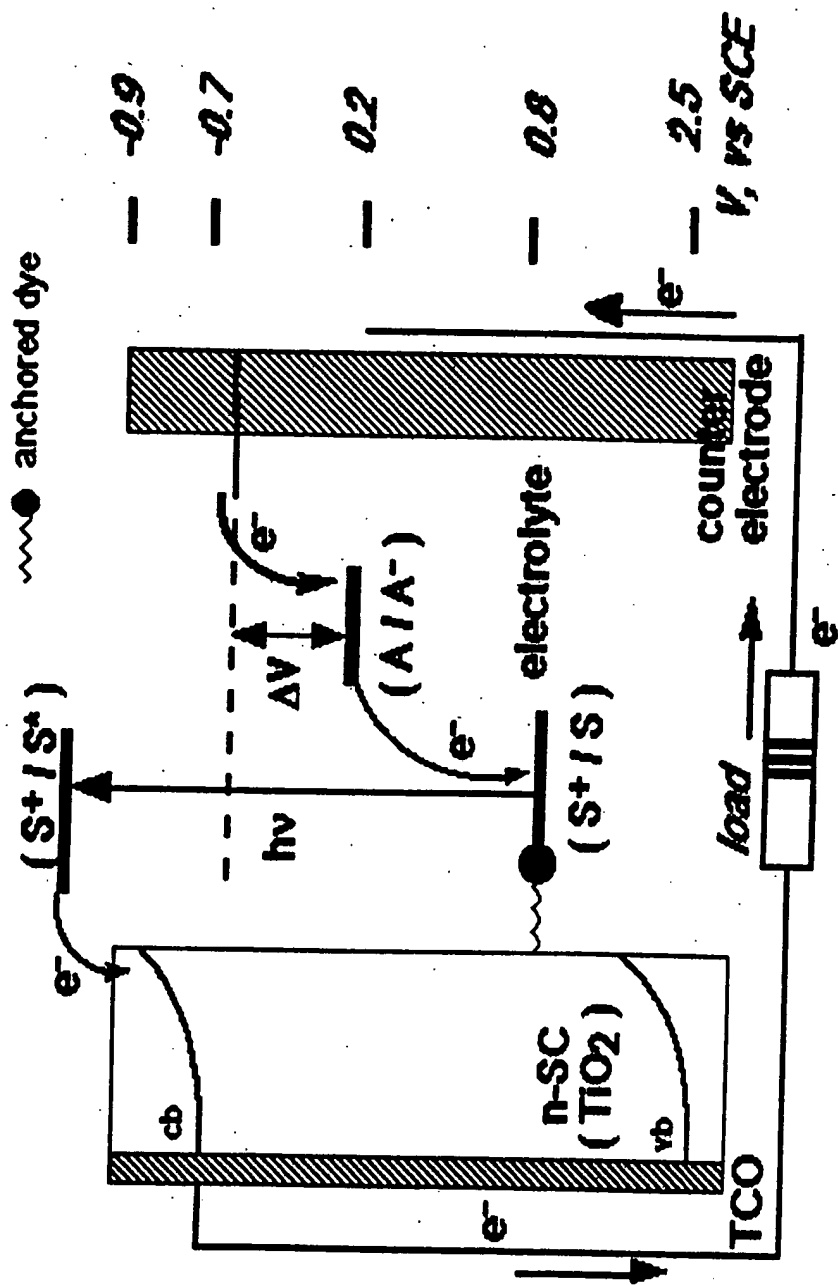 anchored dye
(S⁺/S*)
e⁻
cb
hν
ΔV
e⁻
(A/A⁻)
e⁻
electrolyte
(S⁺/S)
n-SC
(TiO₂)
vb
TCO
e⁻
load
e⁻
counter
electrode
e⁻
-0.9
-0.7
0.2
0.8
2.5
V, vs SCE